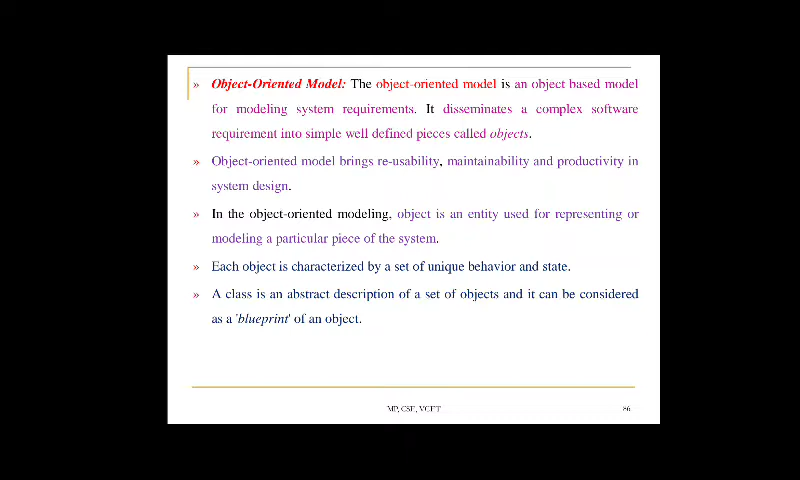 » Object-Oriented Model: The object-oriented model is an object based model
for modeling system requirements. It disseminates a complex software
requirement into simple well defined pieces called objects.
» Object-oriented model brings re-usability, maintainability and productivity in
system design.
» In the object-oriented modeling, object is an entity used for representing or
modeling a particular piece of the system.
» Each object is characterized by a set of unique behavior and state.
» A class is an abstract description of a set of objects and it can be considered
as a 'blueprint' of an object.
MP, CSE, VCET
86